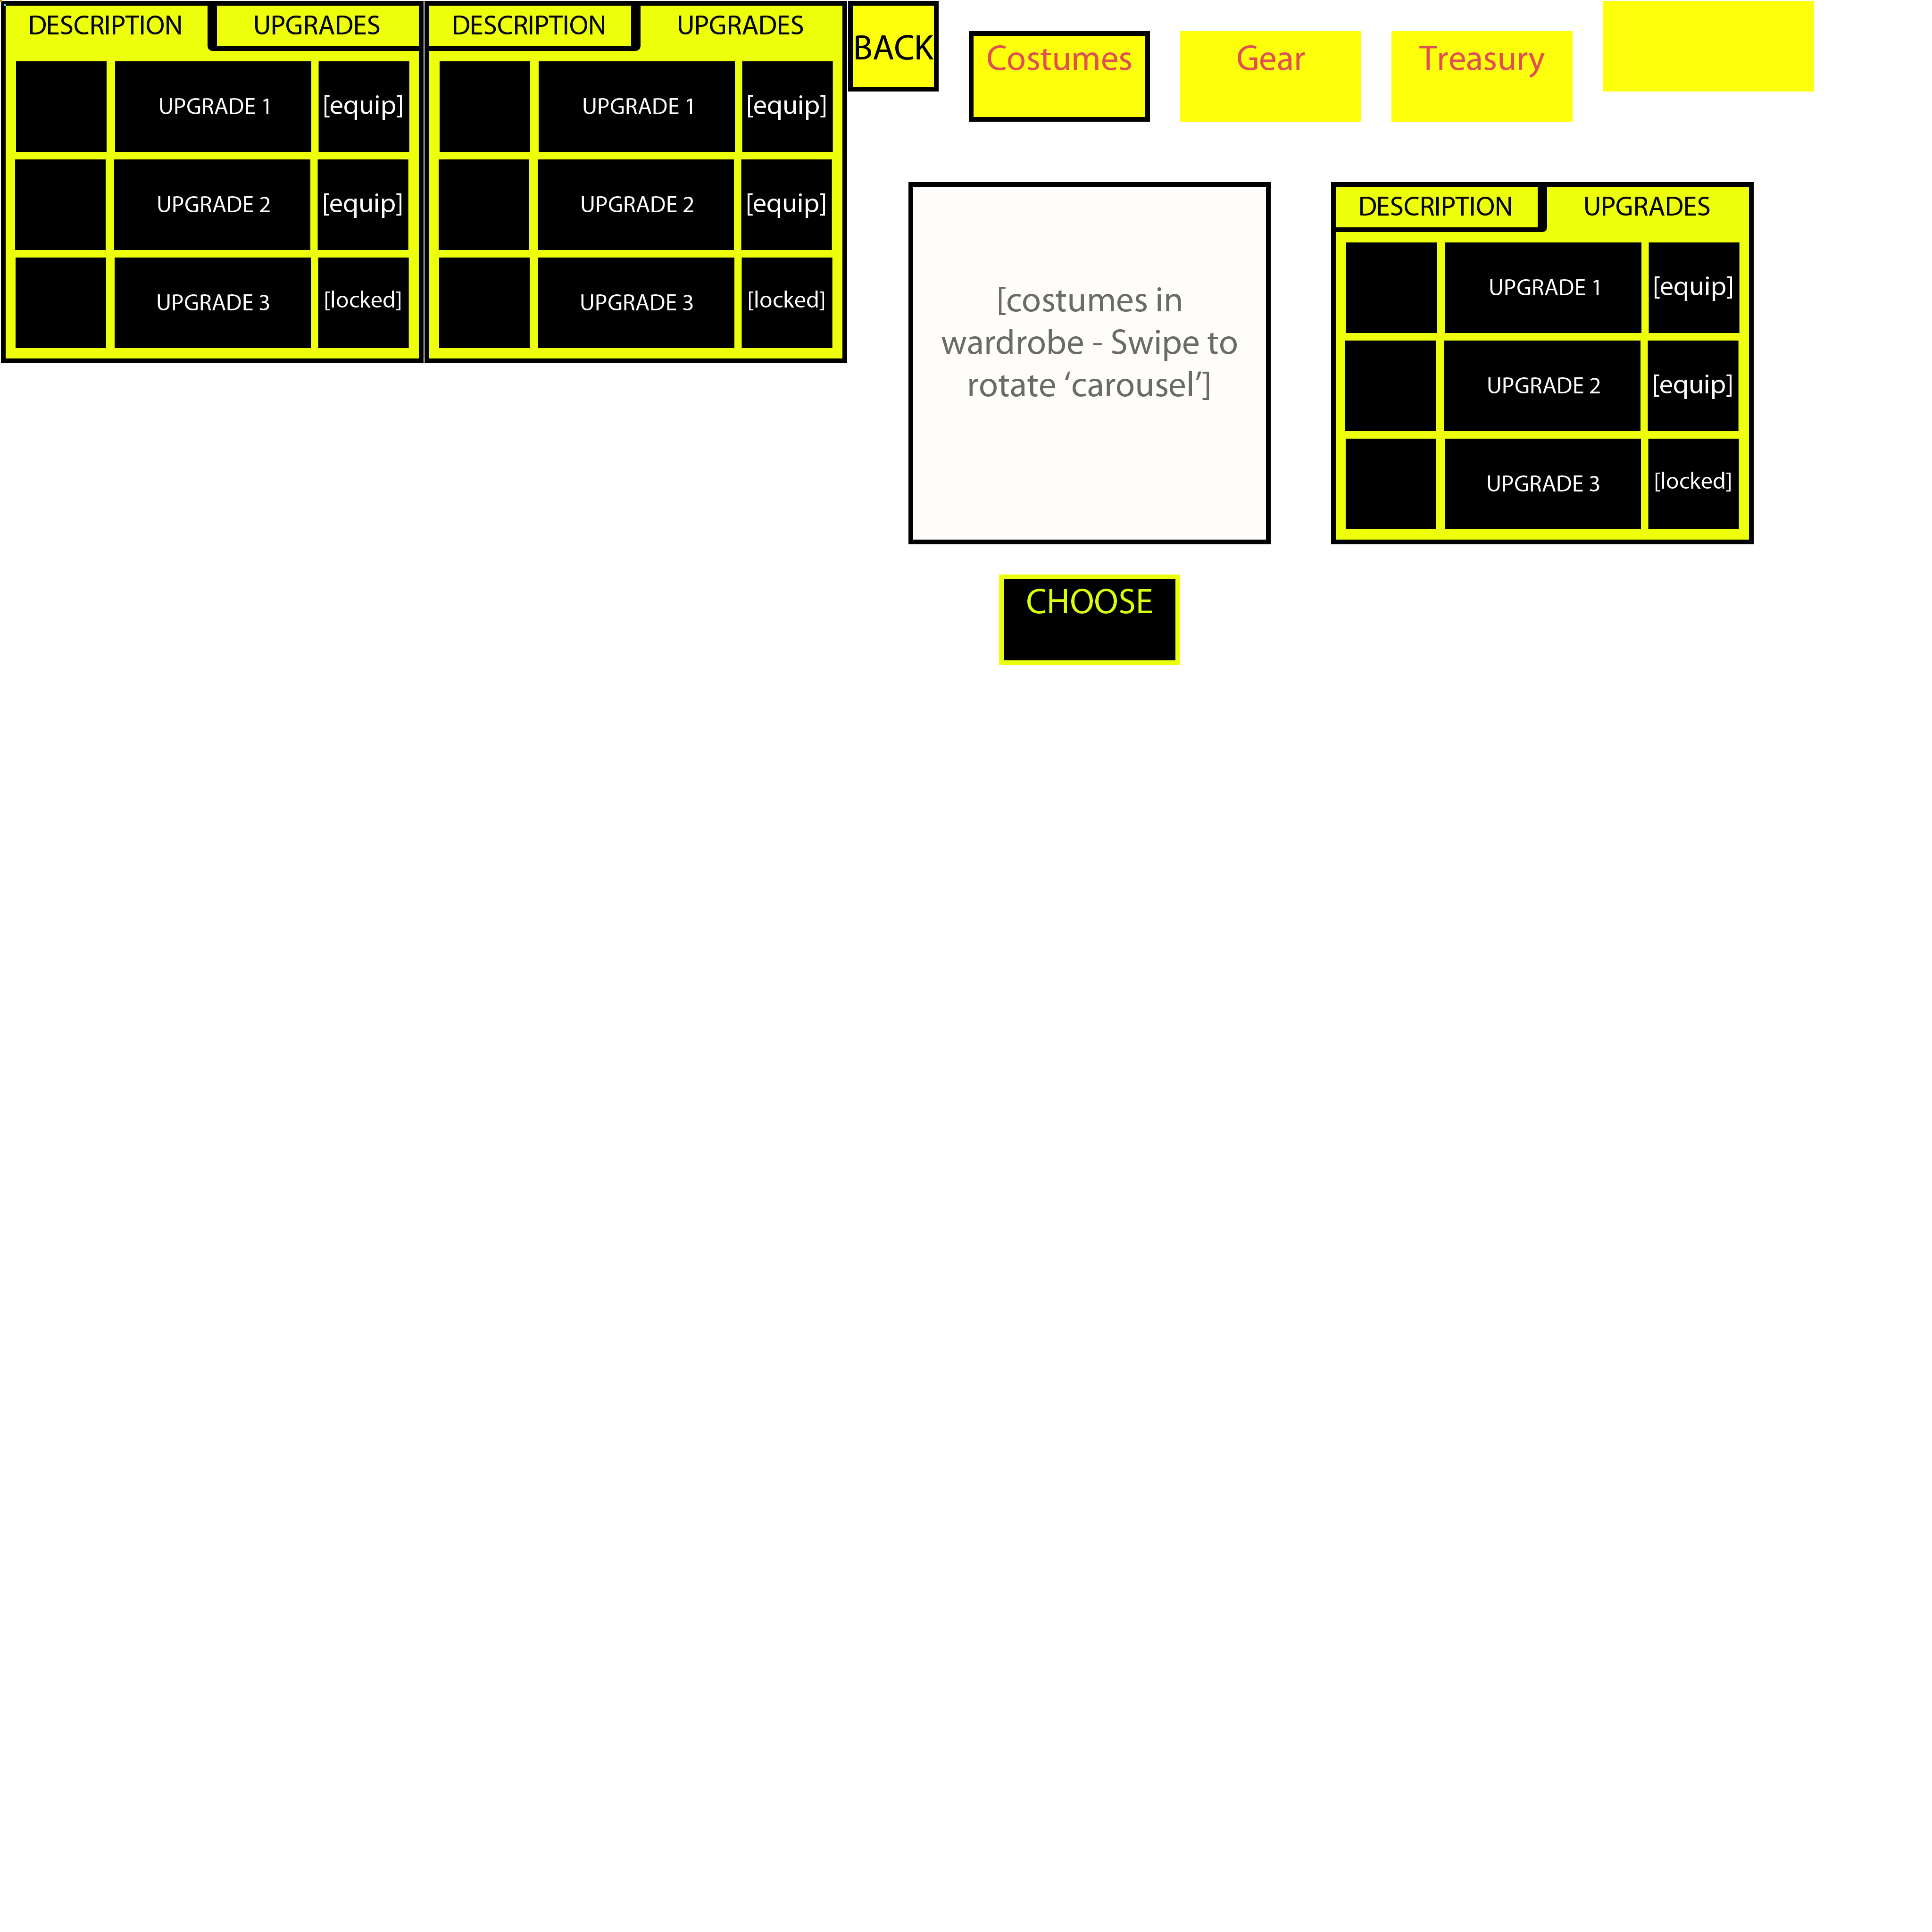 DESCRIPTION UPGRADES
UPGRADE 1 [equip]
UPGRADE 2 [equip]
UPGRADE 3 [locked]
DESCRIPTION UPGRADES
UPGRADE 1 [equip]
UPGRADE 2 [equip]
UPGRADE 3 [locked]
BACK
Costumes
Gear
Treasury
[costumes in
wardrobe - Swipe to
rotate ‘carousel’]
CHOOSE
DESCRIPTION UPGRADES
UPGRADE 1 [equip]
UPGRADE 2 [equip]
UPGRADE 3 [locked]